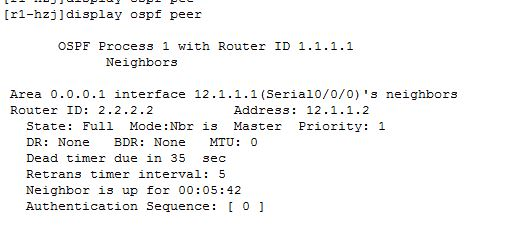 [r1-hzj]display ospf peer
OSPF Process 1 with Router ID 1.1.1.1
Neighbors
Area 0.0.0.1 interface 12.1.1.1(Serial0/0/0)'s neighbors
Router ID: 2.2.2.2 Address: 12.1.1.2
State: Full Mode:Nbr is Master Priority: 1
DR: None BDR: None MTU: 0
Dead timer due in 35 sec
Retrans timer interval: 5
Neighbor is up for 00:05:42
Authentication Sequence: [ 0 ]